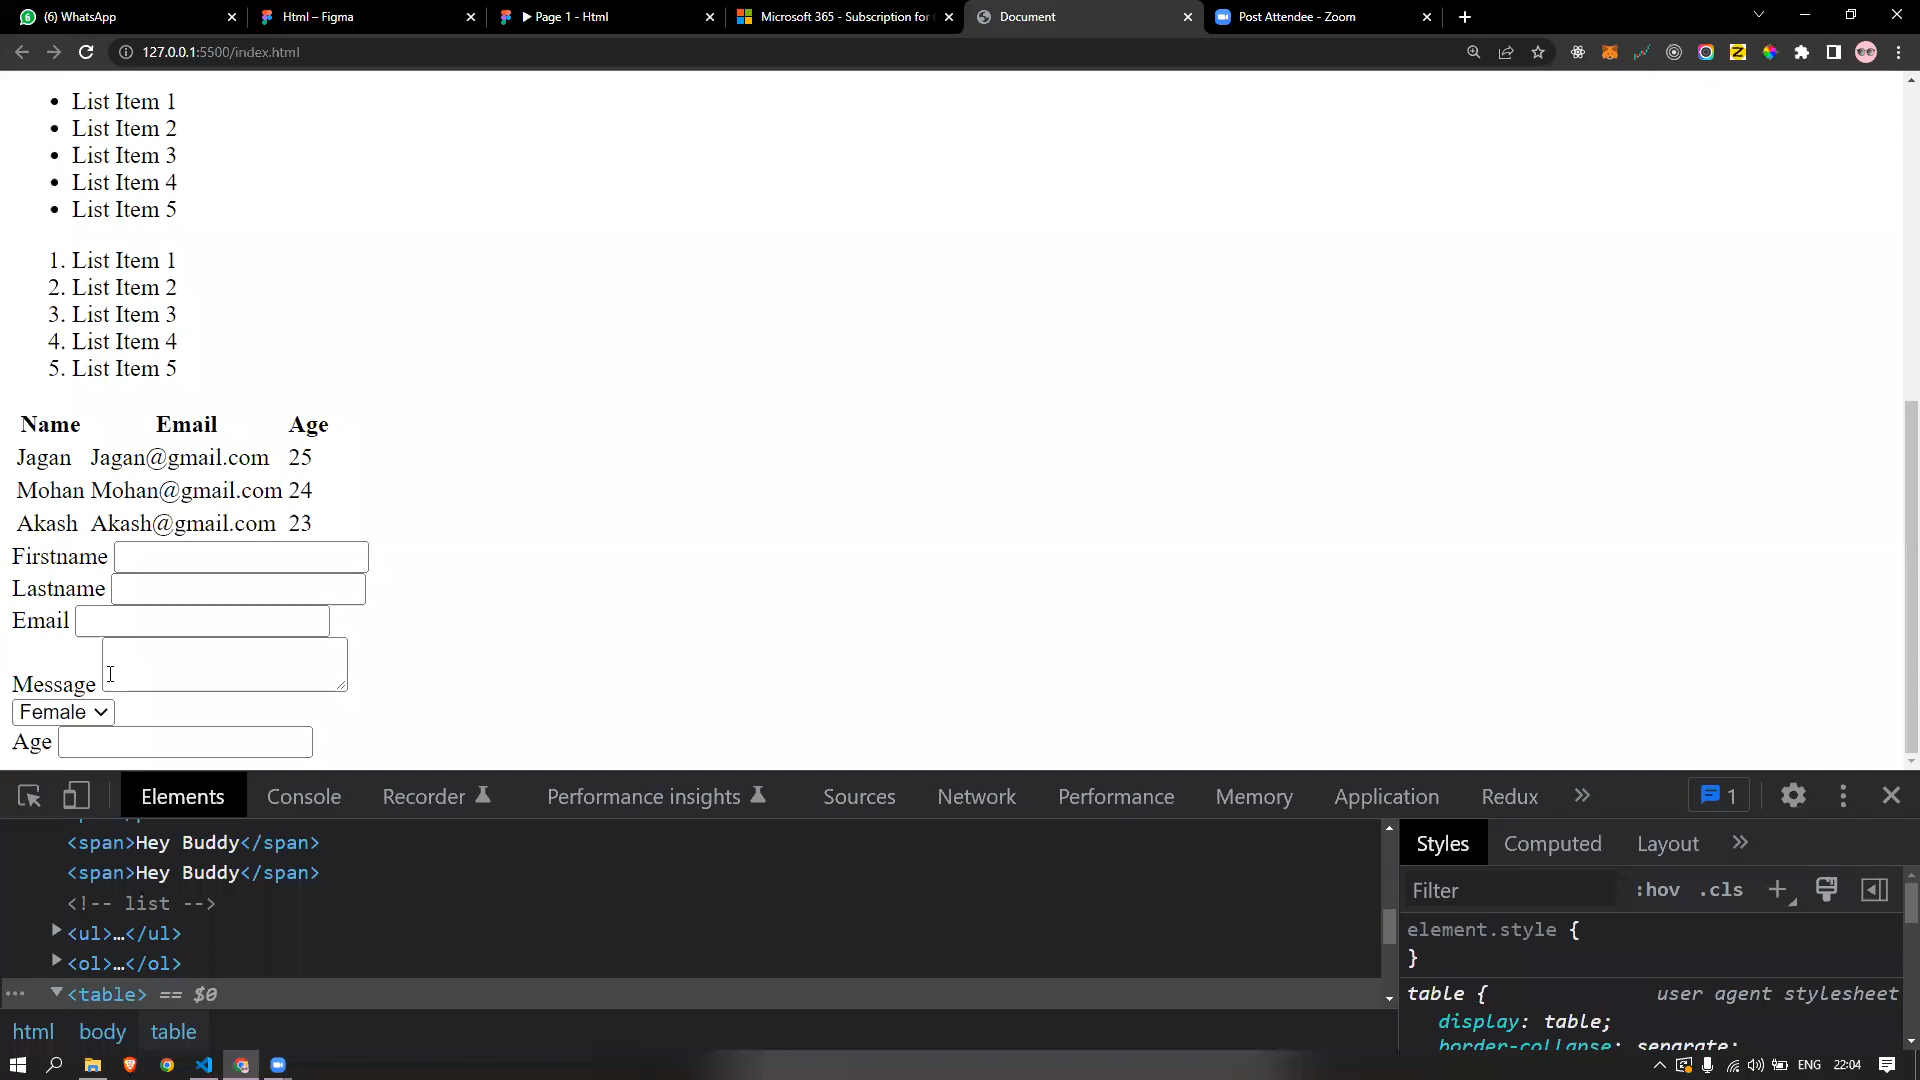 (6) WhatsApp
Html – Figma
▶ Page 1 - Html
Microsoft 365 - Subscription for
Document
Post Attendee - Zoom
127.0.0.1:5500/index.html
• List Item 1
• List Item 2
• List Item 3
• List Item 4
• List Item 5
1. List Item 1
2. List Item 2
3. List Item 3
4. List Item 4
5. List Item 5
Name Email Age
Jagan Jagan@gmail.com 25
Mohan Mohan@gmail.com 24
Akash Akash@gmail.com 23
Firstname
Lastname
Email
Message
Female
Age
Elements Console Recorder Performance insights Sources Network Performance Memory Application Redux » 1
<span>Hey Buddy</span>
<span>Hey Buddy</span>
<!-- list -->
<ul>…</ul>
<ol>…</ol>
<table> == $0
html body table
Styles Computed Layout »
Filter :hov .cls
element.style {
}
table { user agent stylesheet
display: table;
border-collapse: separate;
ENG 22:04